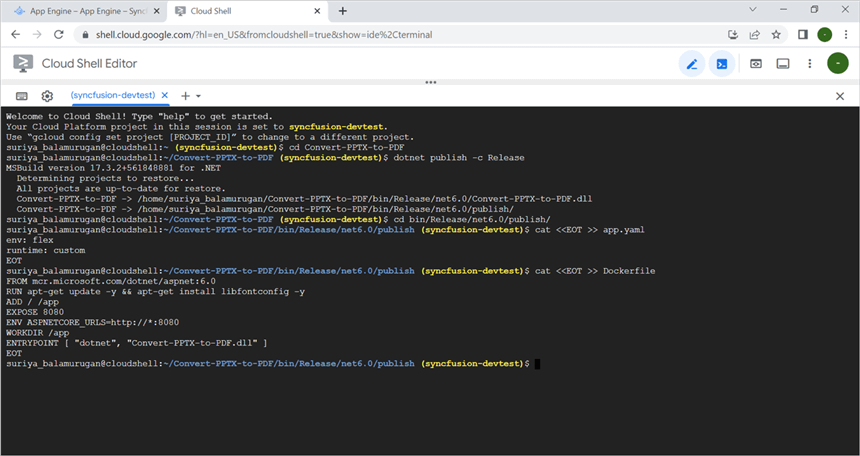 App Engine – App Engine – Sync
Cloud Shell
shell.cloud.google.com/?hl=en_US&fromcloudshell=true&show=ide%2Cterminal
Cloud Shell Editor
(syncfusion-devtest)
Welcome to Cloud Shell! Type "help" to get started.
Your Cloud Platform project in this session is set to syncfusion-devtest.
Use “gcloud config set project [PROJECT_ID]” to change to a different project.
suriya_balamurugan@cloudshell:~ (syncfusion-devtest)$ cd Convert-PPTX-to-PDF
suriya_balamurugan@cloudshell:~/Convert-PPTX-to-PDF (syncfusion-devtest)$ dotnet publish -c Release
MSBuild version 17.3.2+561848881 for .NET
Determining projects to restore...
All projects are up-to-date for restore.
Convert-PPTX-to-PDF -> /home/suriya_balamurugan/Convert-PPTX-to-PDF/bin/Release/net6.0/Convert-PPTX-to-PDF.dll
Convert-PPTX-to-PDF -> /home/suriya_balamurugan/Convert-PPTX-to-PDF/bin/Release/net6.0/publish/
suriya_balamurugan@cloudshell:~/Convert-PPTX-to-PDF (syncfusion-devtest)$ cd bin/Release/net6.0/publish/
suriya_balamurugan@cloudshell:~/Convert-PPTX-to-PDF/bin/Release/net6.0/publish (syncfusion-devtest)$ cat <<EOT >> app.yaml
env: flex
runtime: custom
EOT
suriya_balamurugan@cloudshell:~/Convert-PPTX-to-PDF/bin/Release/net6.0/publish (syncfusion-devtest)$ cat <<EOT >> Dockerfile
FROM mcr.microsoft.com/dotnet/aspnet:6.0
RUN apt-get update -y && apt-get install libfontconfig -y
ADD / /app
EXPOSE 8080
ENV ASPNETCORE_URLS=http://*:8080
WORKDIR /app
ENTRYPOINT [ "dotnet", "Convert-PPTX-to-PDF.dll" ]
EOT
suriya_balamurugan@cloudshell:~/Convert-PPTX-to-PDF/bin/Release/net6.0/publish (syncfusion-devtest)$